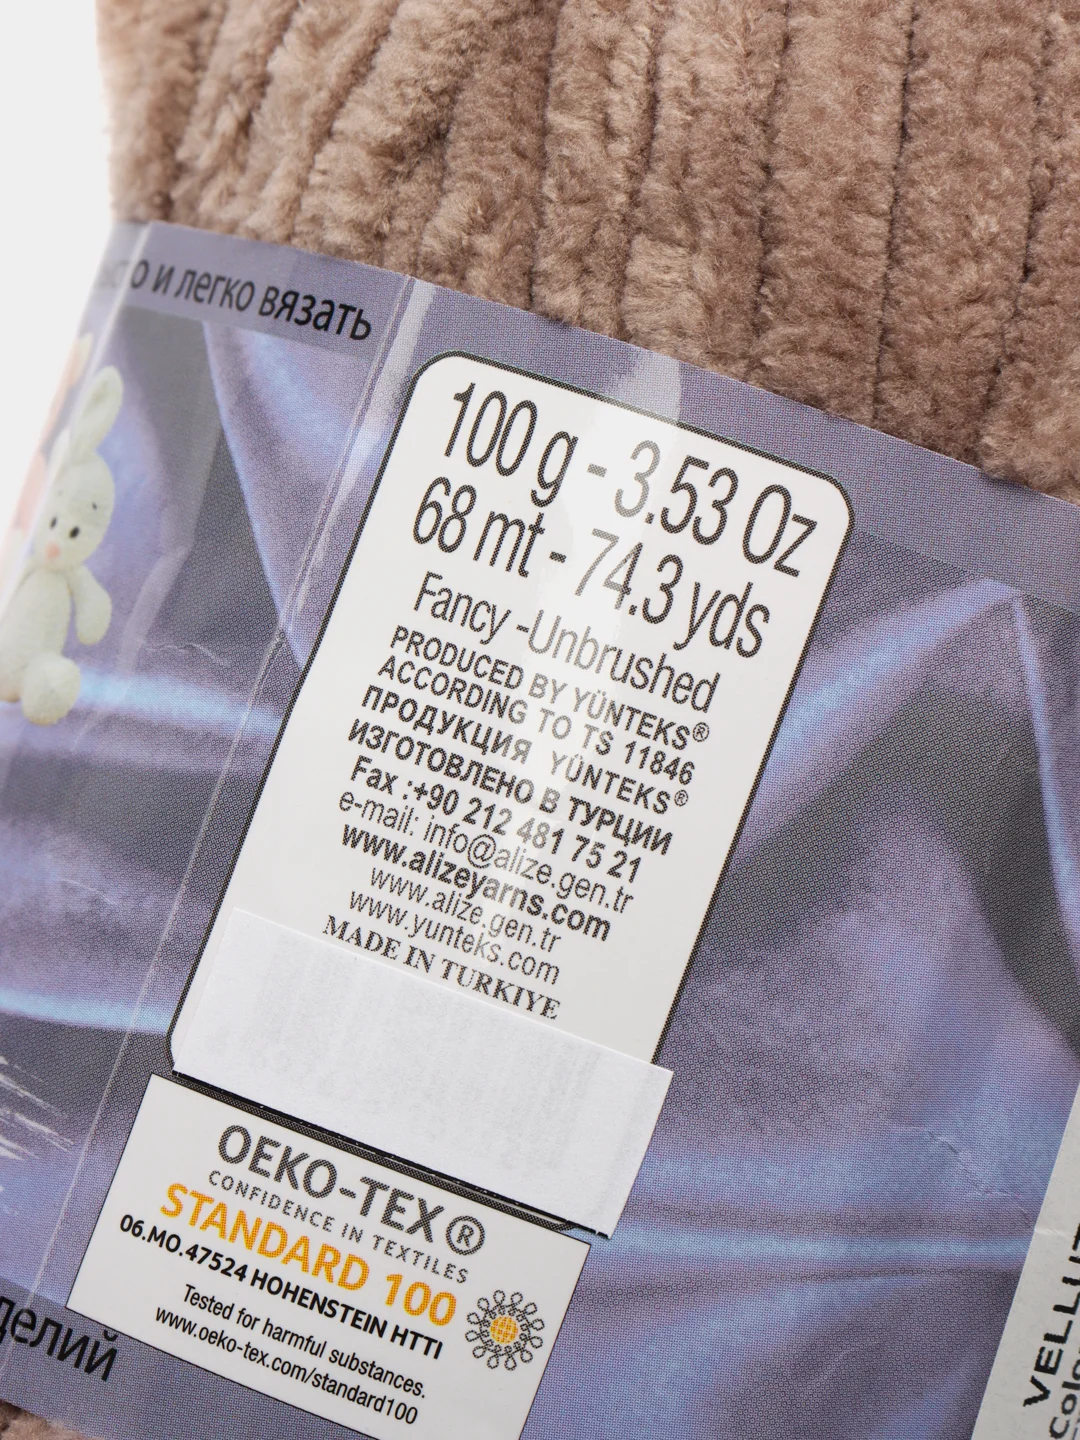 о и легко вязать
100 g - 3.53 Oz
68 mt - 74.3 yds
Fancy -Unbrushed
PRODUCED BY YÜNTEKS®
ACCORDING TO TS 11846
ПРОДУКЦИЯ YÜNTEKS®
ИЗГОТОВЛЕНО В ТУРЦИИ
Fax :+90 212 481 75 21
e-mail: info@alize.gen.tr
www.alizeyarns.com
www.alize.gen.tr
www.yunteks.com
MADE IN TURKIYE
OEKO-TEX®
CONFIDENCE IN TEXTILES
STANDARD 100
06.MO.47524 HOHENSTEIN HTTI
Tested for harmful substances.
www.oeko-tex.com/standard100
делий